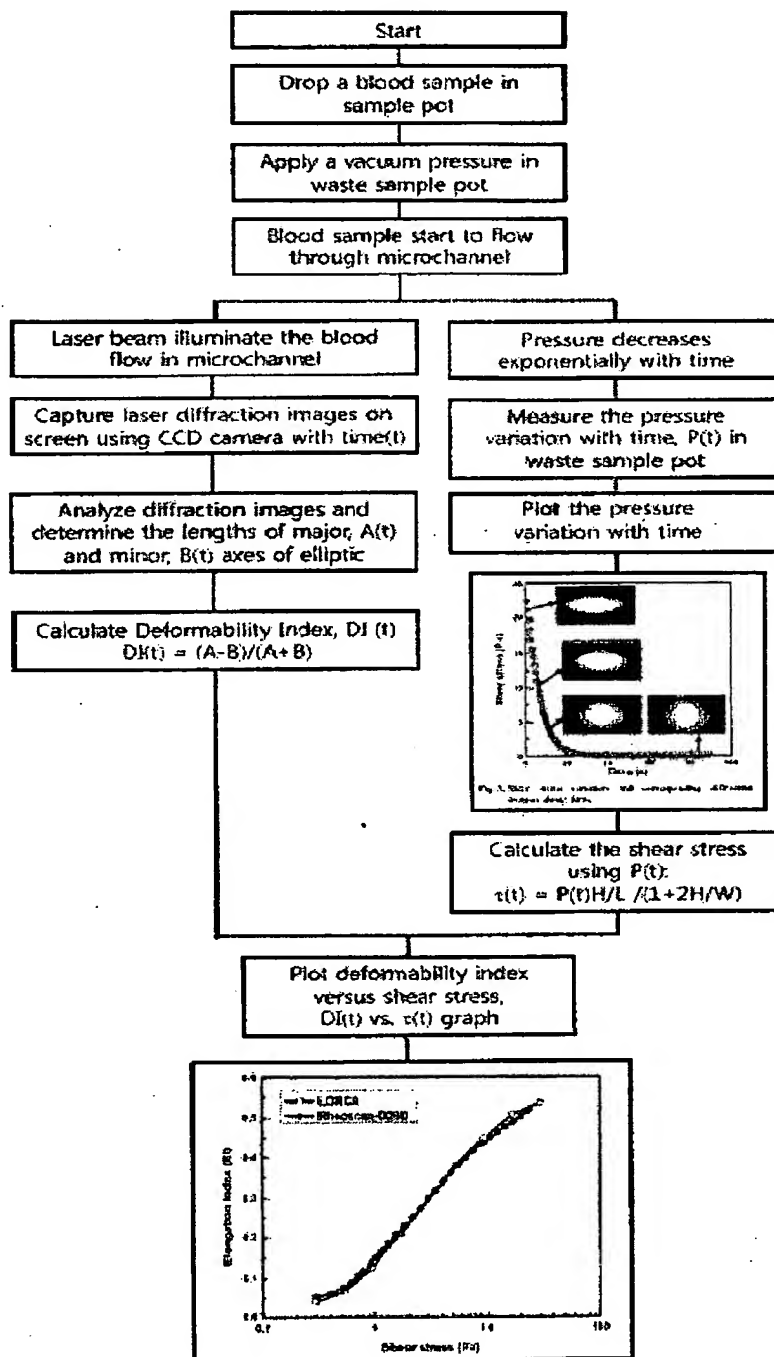 Start
Drop a blood sample in
sample pot
Apply a vacuum pressure in
waste sample pot
Blood sample start to flow
through microchannel
Laser beam illuminate the blood
flow in microchannel
Capture laser diffraction images on
screen using CCD camera with time(t)
Analyze diffraction images and
determine the lengths of major, A(t)
and minor, B(t) axes of elliptic
Calculate Deformability Index, DI (t)
DI(t) = (A-B)/(A+B)
Pressure decreases
exponentially with time
Measure the pressure
variation with time, P(t) in
waste sample pot
Plot the pressure
variation with time
Shear stress [Pa]
Calculate the shear stress
using P(t):
τ(t) = P(t)H/L /(1+2H/W)
Plot deformability index
versus shear stress,
DI(t) vs. τ(t) graph
LORCA
Elongation Index (EI)
Shear stress [Pa]